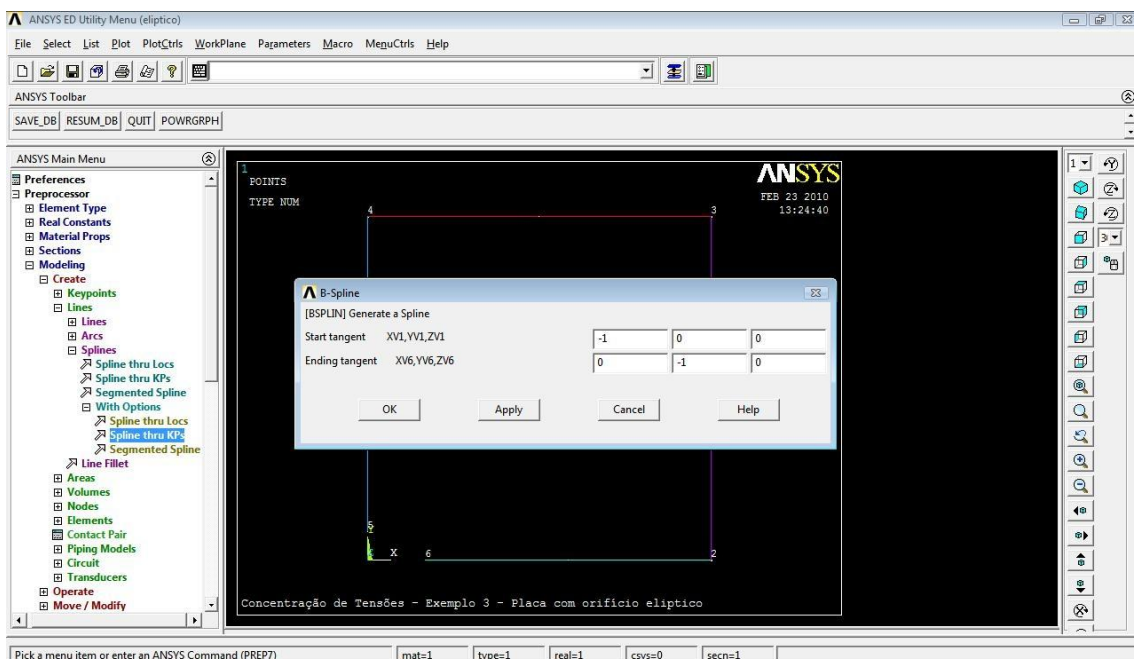 ANSYS ED Utility Menu (eliptico)
File Select List Plot PlotCtrls WorkPlane Parameters Macro MenuCtrls Help
ANSYS Toolbar
SAVE_DB RESUM_DB QUIT POWRGRPH
ANSYS Main Menu
Preferences
Preprocessor
Element Type
Real Constants
Material Props
Sections
Modeling
Create
Keypoints
Lines
Lines
Arcs
Splines
Spline thru Locs
Spline thru KPs
Segmented Spline
With Options
Spline thru Locs
Spline thru KPs
Segmented Spline
Line Fillet
Areas
Volumes
Nodes
Elements
Contact Pair
Piping Models
Circuit
Transducers
Operate
Move / Modify
1
POINTS
TYPE NUM
ANSYS
FEB 23 2010
13:24:40
4 3
B-Spline
[BSPLIN] Generate a Spline
Start tangent XV1,YV1,ZV1 -1 0 0
Ending tangent XV6,YV6,ZV6 0 -1 0
OK Apply Cancel Help
5
X 6 2
Concentração de Tensões - Exemplo 3 - Placa com orifício eliptico
1
Pick a menu item or enter an ANSYS Command (PREP7) mat=1 type=1 real=1 csys=0 secn=1